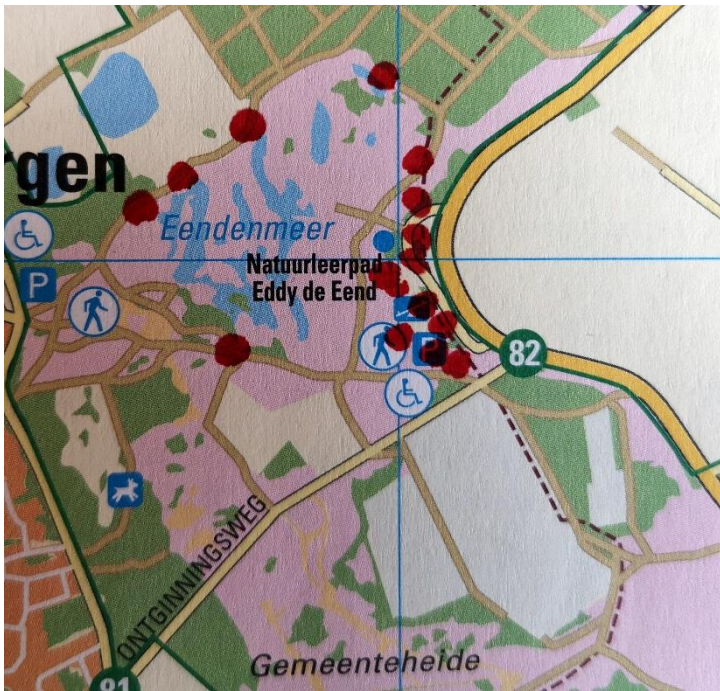 gen
Eendenmeer
P
Natuurleerpad
Eddy de Eend
P
82
ONTGINNINGSWEG
Gemeenteheide
81